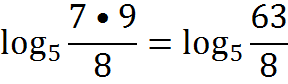 log₅ 7 • 9 / 8 = log₅ 63 / 8